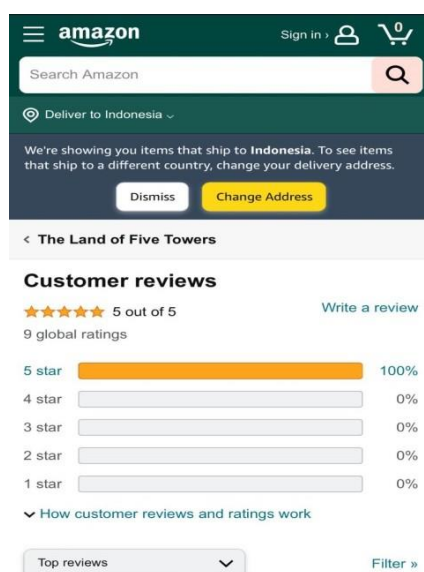 amazon
Sign in ›
0
Search Amazon
Deliver to Indonesia
We're showing you items that ship to Indonesia. To see items
that ship to a different country, change your delivery address.
Dismiss
Change Address
‹ The Land of Five Towers
Customer reviews
5 out of 5
Write a review
9 global ratings
5 star 100%
4 star 0%
3 star 0%
2 star 0%
1 star 0%
How customer reviews and ratings work
Top reviews
Filter »